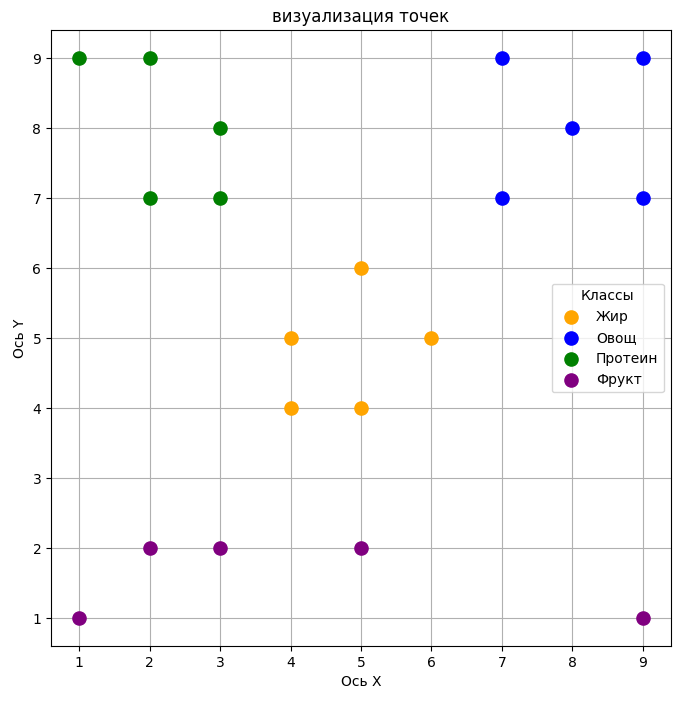 визуализация точек
Ось Y
9
8
7
6
5
4
3
2
1
Классы
Жир
Овощ
Протеин
Фрукт
1 2 3 4 5 6 7 8 9
Ось X